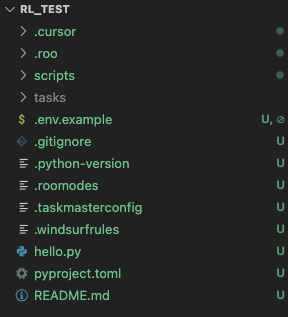 RL_TEST
.cursor
.roo
scripts
tasks
.env.example U,
.gitignore U
.python-version U
.roomodes U
.taskmasterconfig U
.windsurfrules U
hello.py U
pyproject.toml U
README.md U